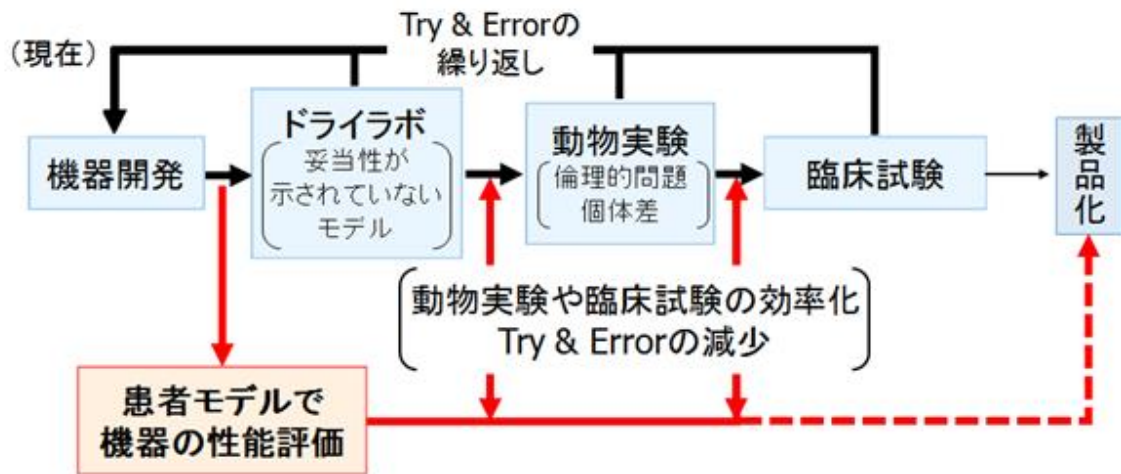 Try & Errorの
繰り返し
（現在）
機器開発
ドライラボ
妥当性が
示されていない
モデル
動物実験
倫理的問題
個体差
臨床試験
製品化
動物実験や臨床試験の効率化
Try & Errorの減少
患者モデルで
機器の性能評価